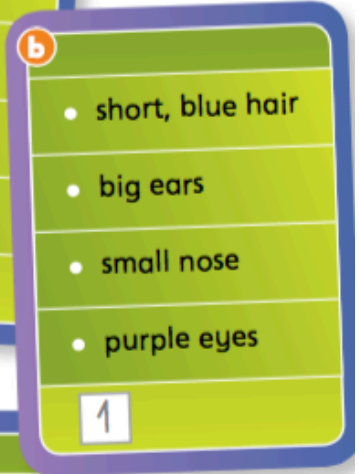 b
• short, blue hair
• big ears
• small nose
• purple eyes
1